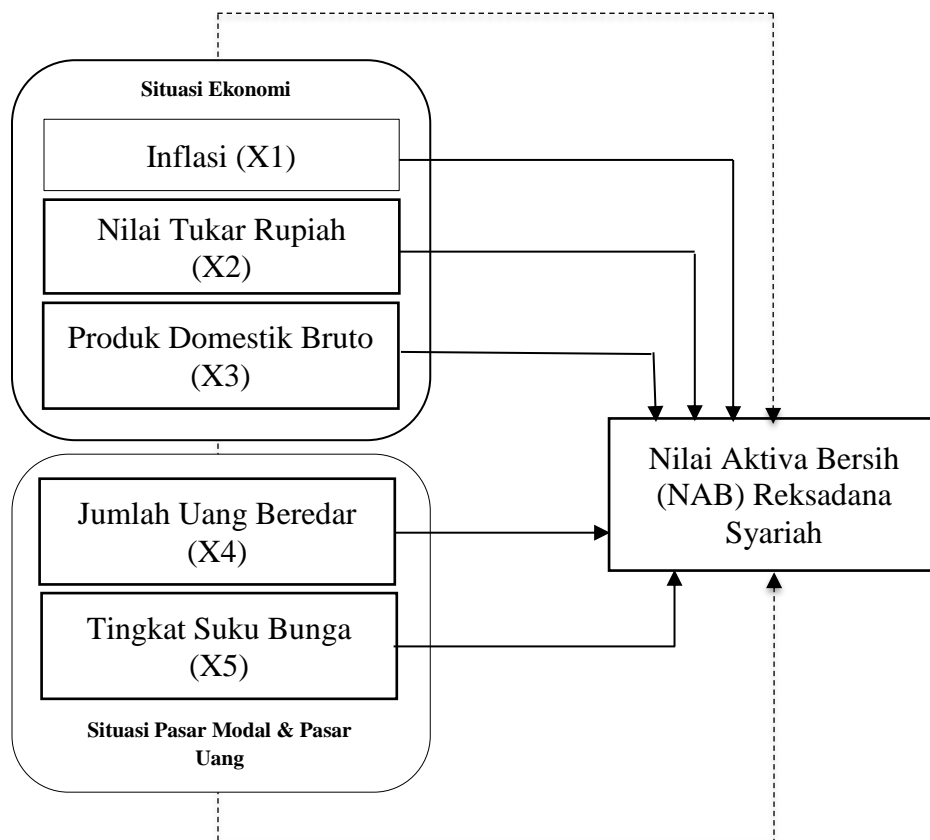 Situasi Ekonomi
Inflasi (X1)
Nilai Tukar Rupiah
(X2)
Produk Domestik Bruto
(X3)
Jumlah Uang Beredar
(X4)
Tingkat Suku Bunga
(X5)
Situasi Pasar Modal & Pasar
Uang
Nilai Aktiva Bersih
(NAB) Reksadana
Syariah